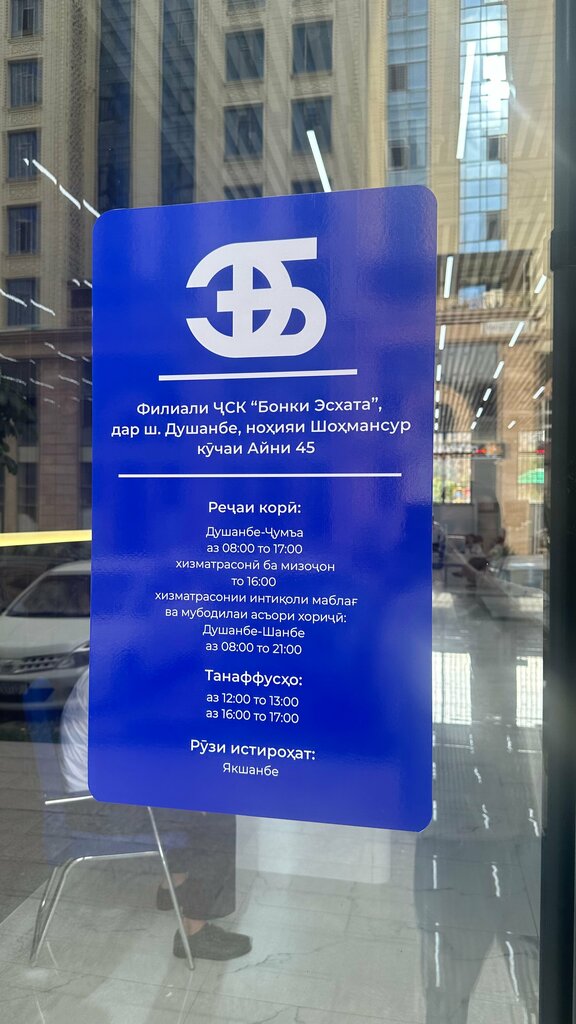 ЭБ
Филиали ҶСК “Бонки Эсхата”,
дар ш. Душанбе, ноҳияи Шоҳмансур
кӯчаи Айни 45
Реҷаи корӣ:
Душанбе-Ҷумъа
аз 08:00 то 17:00
хизматрасонӣ ба мизоҷон
то 16:00
хизматрасонии интиқоли маблағ
ва мубодилаи асъори хориҷӣ:
Душанбе-Шанбе
аз 08:00 то 21:00
Танаффусҳо:
аз 12:00 то 13:00
аз 16:00 то 17:00
Рӯзи истироҳат:
Якшанбе